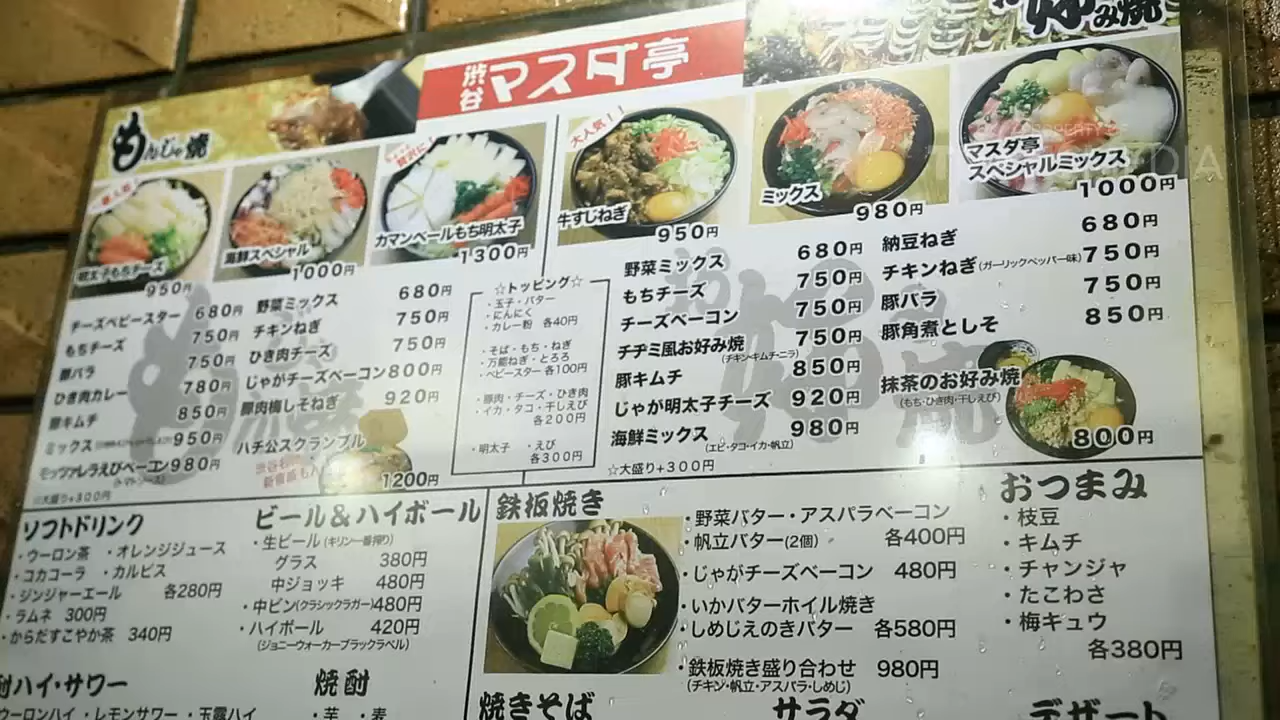 渋谷 マスダ亭
お好み焼
もんじゃ焼
一番人気
明太子もちチーズ
950円
海鮮スペシャル
1000円
贅沢に
カマンベールもち明太子
1300円
チーズベビースター 680円
もちチーズ 750円
豚バラ 750円
ひき肉カレー 780円
豚キムチ 850円
ミックス 950円
モッツァレラえびベーコン 980円
(トマトソース)
☆大盛り+300円
野菜ミックス 680円
チキンねぎ 750円
ひき肉チーズ 750円
じゃがチーズベーコン 800円
豚肉梅しそねぎ 920円
ハチ公スクランブル
1200円
☆トッピング☆
・玉子・バター
・にんにく
・カレー粉 各40円
・そば・もち・ねぎ
・万能ねぎ・とろろ
・ベビースター 各100円
・豚肉・チーズ・ひき肉
・イカ・タコ・干しえび
各200円
・明太子 ・えび
各300円
大人気!!
牛すじねぎ
950円
ミックス
980円
マスダ亭
スペシャルミックス
1000円
野菜ミックス 680円
もちチーズ 750円
チーズベーコン 750円
チヂミ風お好み焼 750円
(チキン・キムチ・ニラ)
豚キムチ 850円
じゃが明太子チーズ 920円
海鮮ミックス 980円
(エビ・タコ・イカ・帆立)
☆大盛り+300円
納豆ねぎ 680円
チキンねぎ(ガーリックペッパー味) 750円
豚バラ 750円
豚角煮としそ 850円
抹茶のお好み焼
(もち・ひき肉・干しえび)
800円
ソフトドリンク
・ウーロン茶 ・オレンジジュース
・コカコーラ ・カルピス
・ジンジャーエール 各280円
・ラムネ 300円
・からだすこやか茶 340円
ビール&ハイボール
・生ビール(キリン一番搾り)
グラス 380円
中ジョッキ 480円
・中ビン(クラシックラガー) 480円
・ハイボール 420円
(ジョニーウォーカーブラックラベル)
鉄板焼き
・野菜バター・アスパラベーコン
・帆立バター(2個) 各400円
・じゃがチーズベーコン 480円
・いかバターホイル焼き
・しめじえのきバター 各580円
・鉄板焼き盛り合わせ 980円
(チキン・帆立・アスパラ・しめじ)
おつまみ
・枝豆
・キムチ
・チャンジャ
・たこわさ
・梅キュウ
各380円
酎ハイ・サワー
ウーロンハイ ・レモンサワー ・玉露ハイ
焼酎
・芋 ・麦
焼きそば
サラダ
デザート